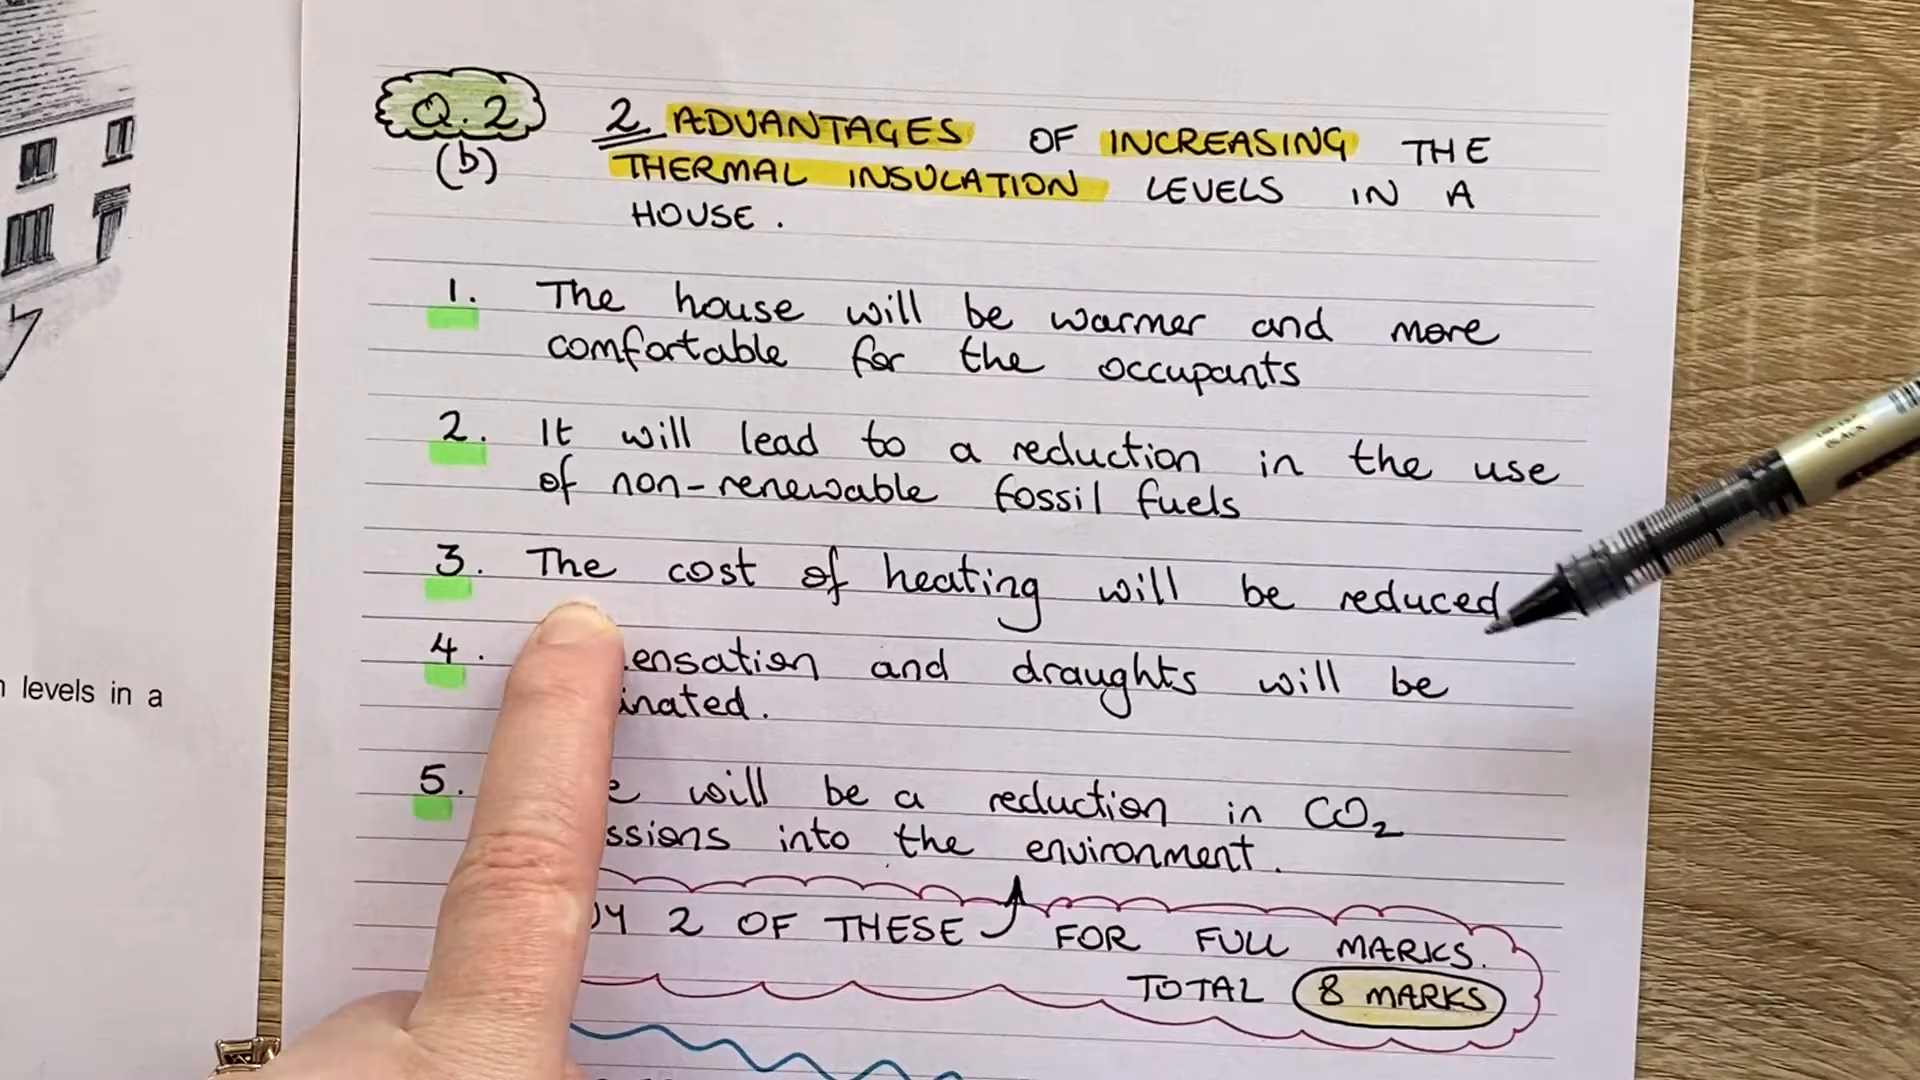 Q.2
(b)
2 ADVANTAGES OF INCREASING THE
THERMAL INSULATION LEVELS IN A
HOUSE.
1. The house will be warmer and more
comfortable for the occupants
2. It will lead to a reduction in the use
of non-renewable fossil fuels
3. The cost of heating will be reduced
4. and draughts will be
5. will be a reduction in CO2
into the environment.
2 OF THESE FOR FULL MARKS.
TOTAL 8 MARKS
levels in a
BLACK